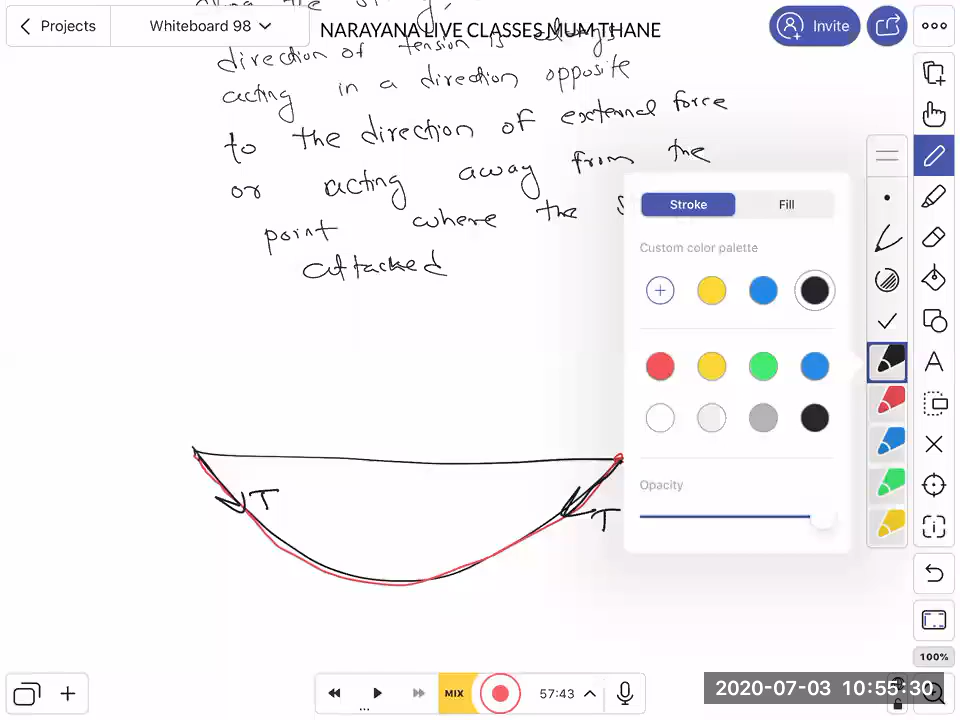 Projects
Whiteboard 98
NARAYANA LIVE CLASSES MUM THANE
Invite
the
direction of tension is always
acting in a direction opposite
to the direction of external force
or acting away from the
point where the
attached
Stroke
Fill
Custom color palette
Opacity
T
T
A
100%
MIX
57:43
2020-07-03 10:55:30